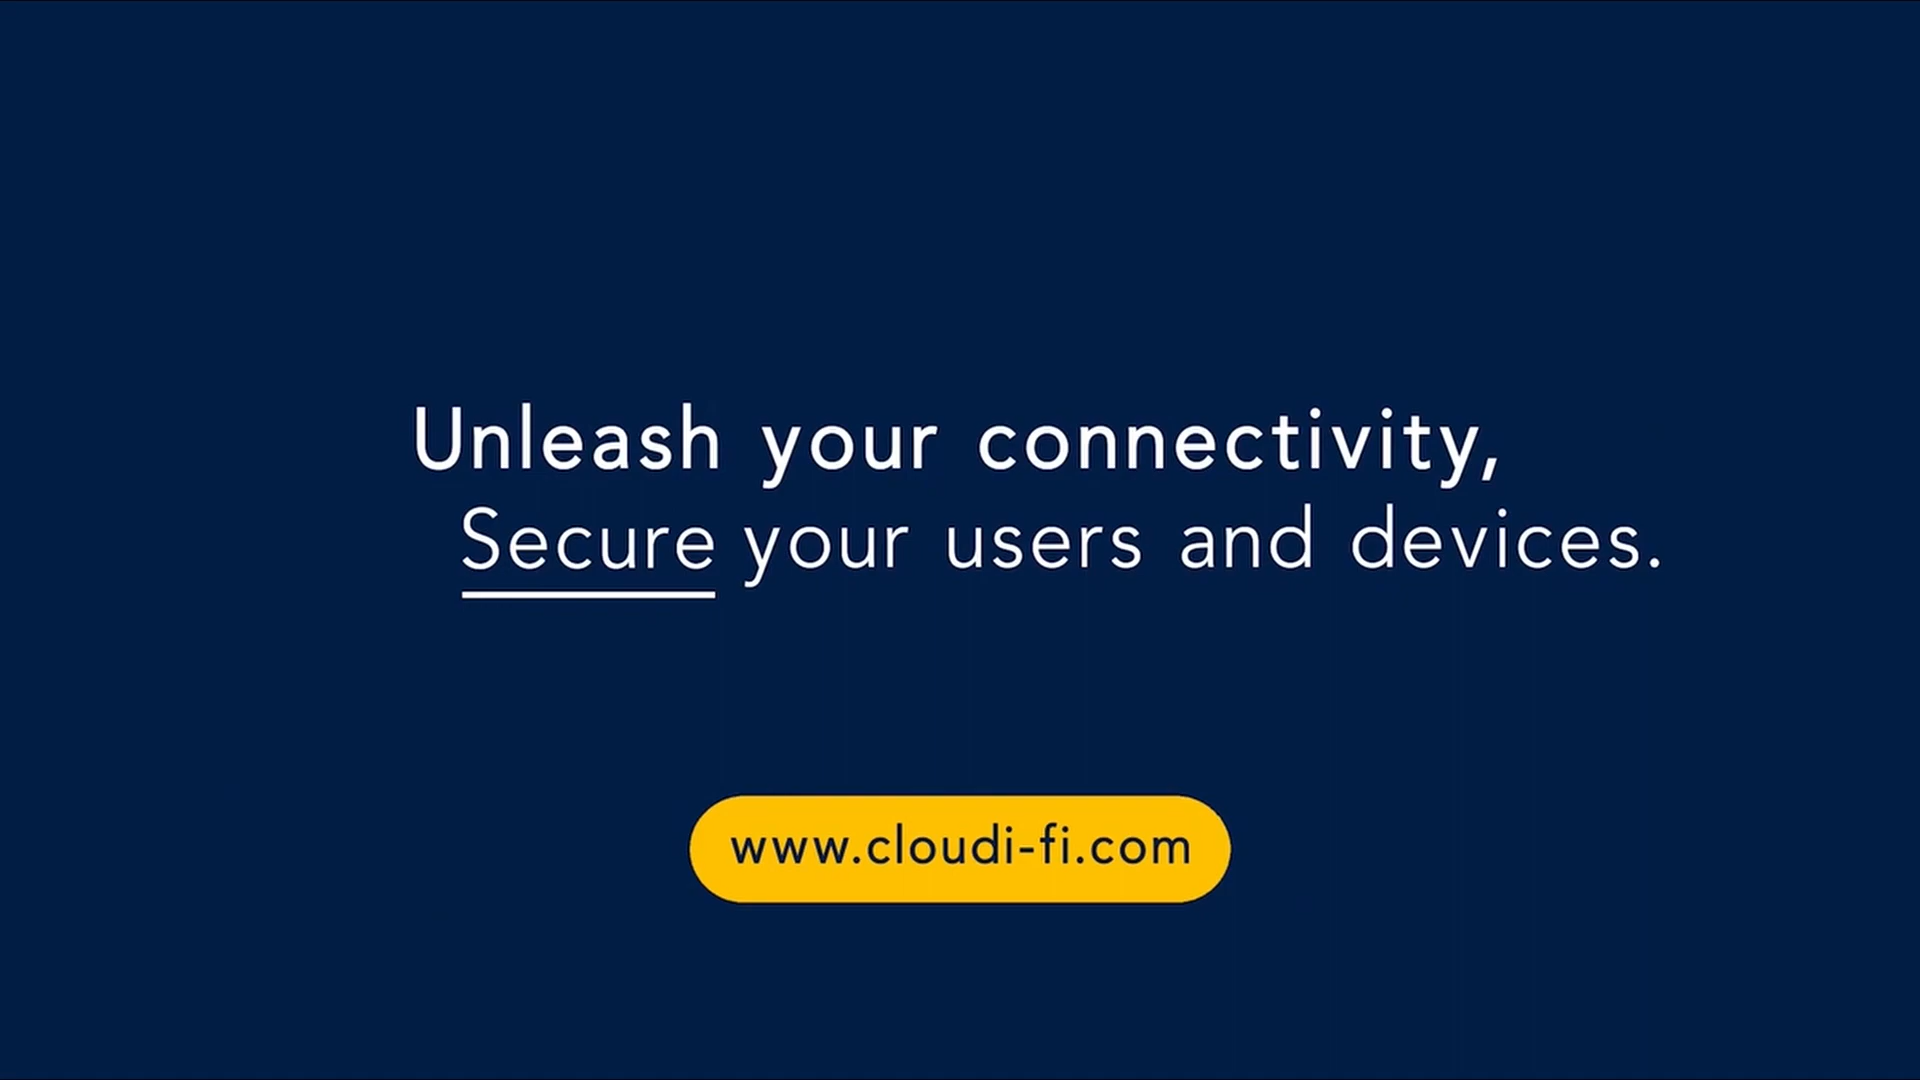 Unleash your connectivity,
Secure your users and devices.
www.cloudi-fi.com